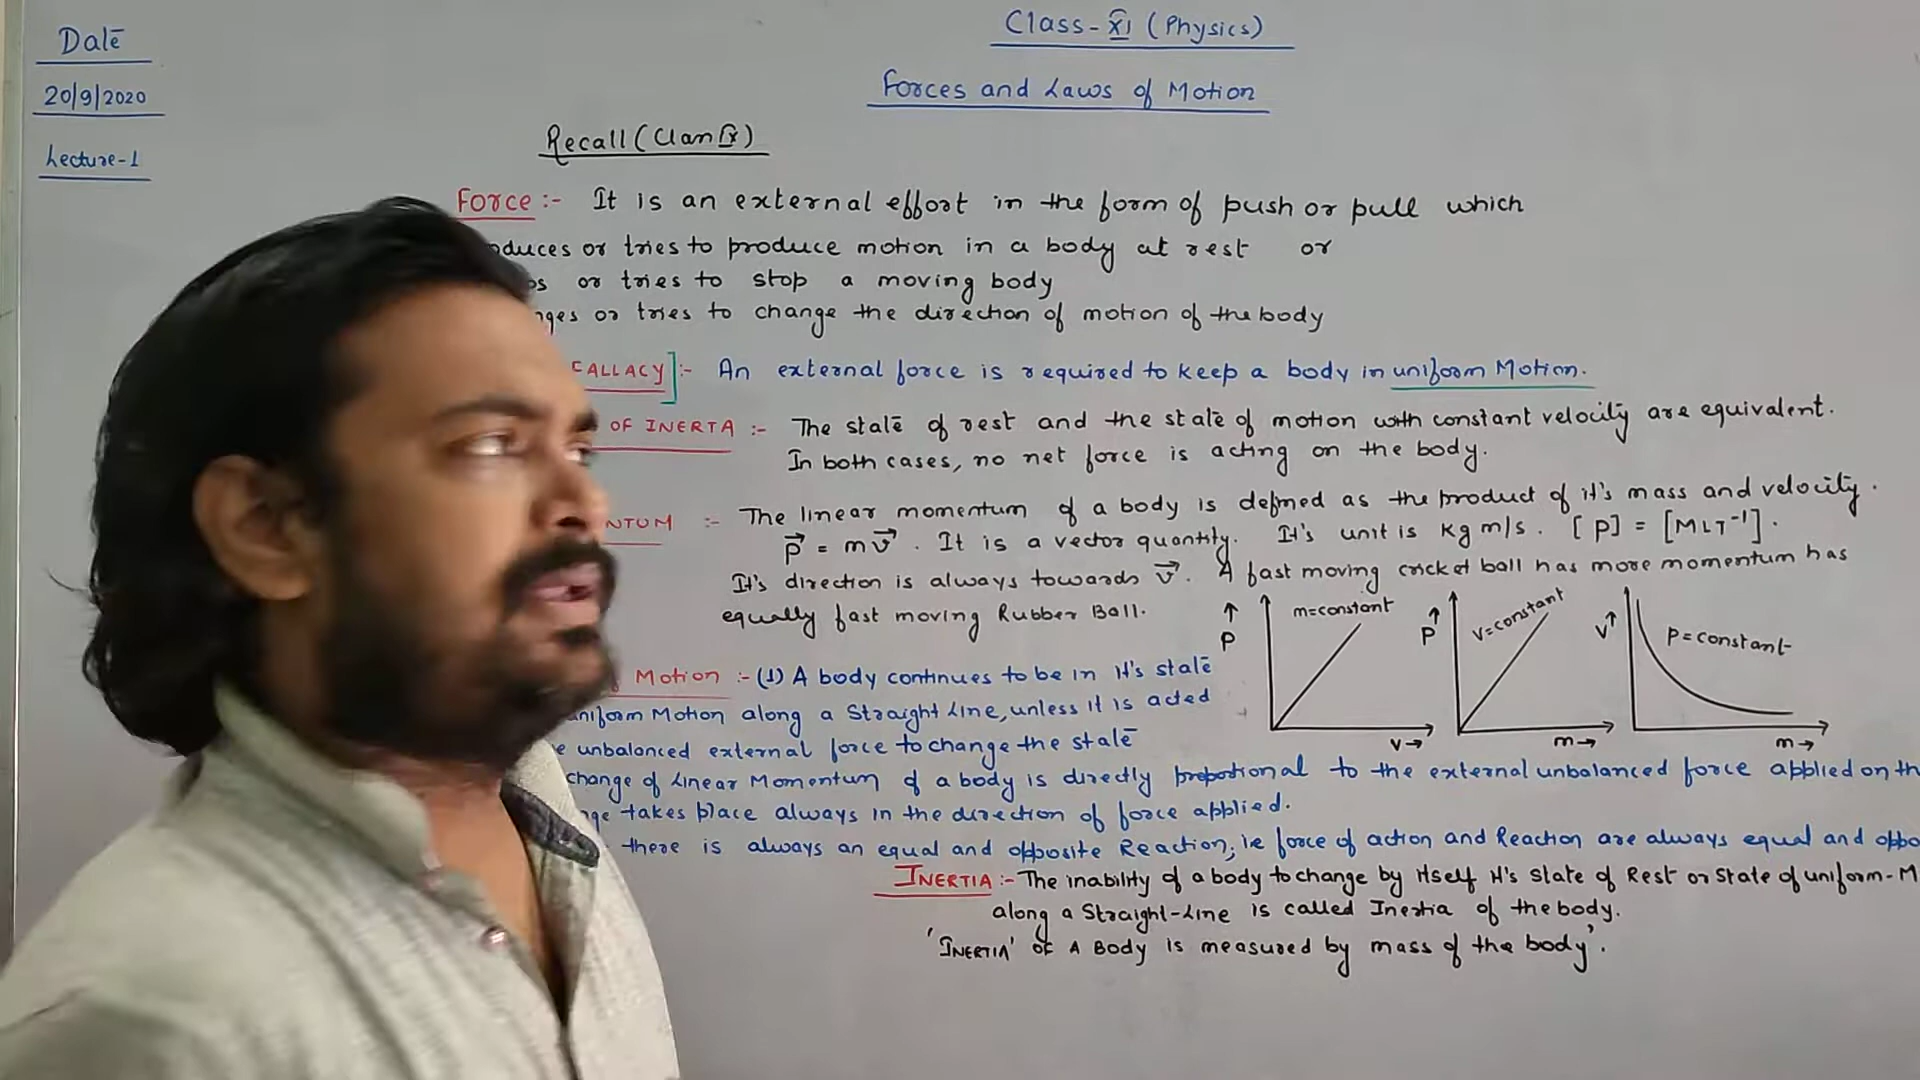 Date
20/9/2020
Lecture-1
Class-XI (Physics)
Forces and Laws of Motion
Recall (Class IX)
Force :- It is an external effort in the form of push or pull which
oduces or tries to produce motion in a body at rest or
ps or tries to stop a moving body
nges or tries to change the direction of motion of the body
FALLACY] :- An external force is required to keep a body in uniform Motion.
OF INERTA :- The state of rest and the state of motion with constant velocity are equivalent.
In both cases, no net force is acting on the body.
NTUM :- The linear momentum of a body is defined as the product of it's mass and velocity.
p⃗ = mv⃗. It is a vector quantity. It's unit is kg m/s. [P] = [MLT⁻¹].
It's direction is always towards v⃗. A fast moving cricket ball has more momentum has
equally fast moving Rubber Ball.
P↑ m=constant v→
P↑ v=constant m→
v↑ P=constant m→
Motion :- (1) A body continues to be in it's state
uniform Motion along a Straight Line, unless it is acted
e unbalanced external force to change the state
change of Linear Momentum of a body is directly propotional to the external unbalanced force applied on th
nge takes place always in the direction of force applied.
there is always an equal and opposite Reaction, ie force of action and Reaction are always equal and oppo
INERTIA :- The inability of a body to change by itself it's State of Rest or State of uniform-M
along a Straight-Line is called Inertia of the body.
'INERTIA' OF A Body is measured by mass of the body'.